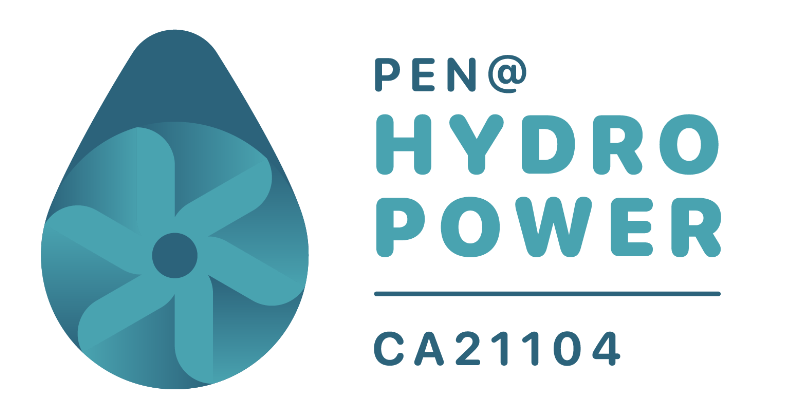 PEN@
HYDRO
POWER
CA21104